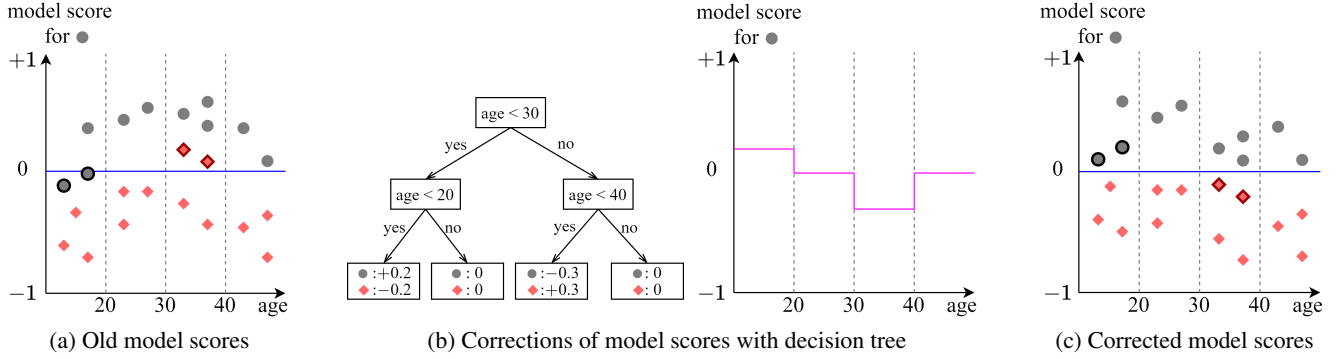 model score
for
+1
0
−1
20
30
40
age
(a) Old model scores
age < 30
yes
no
age < 20
age < 40
yes
no
yes
no
:+0.2
:−0.2
: 0
: 0
:−0.3
:+0.3
: 0
: 0
model score
for
+1
0
−1
20
30
40
age
(b) Corrections of model scores with decision tree
model score
for
+1
0
−1
20
30
40
age
(c) Corrected model scores